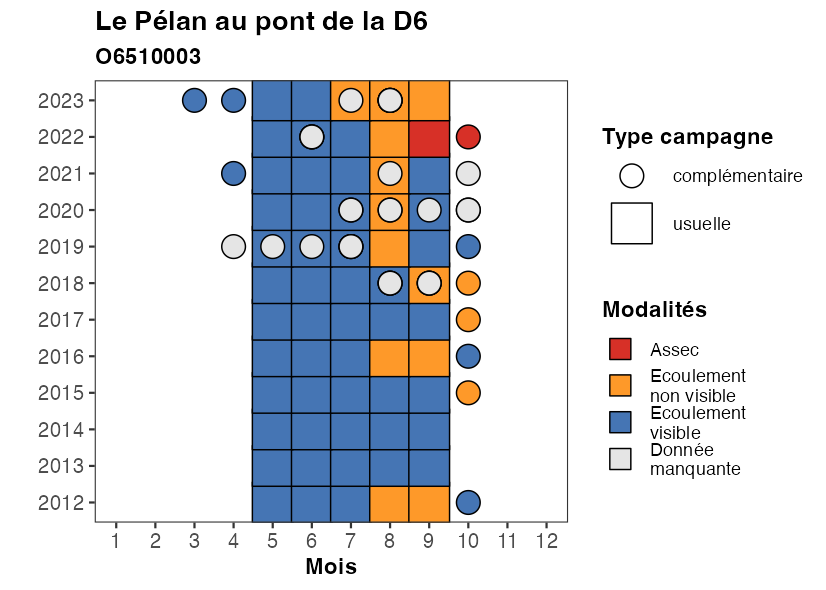 Le Pélan au pont de la D6
O6510003
2023
2022
2021
2020
2019
2018
2017
2016
2015
2014
2013
2012
1 2 3 4 5 6 7 8 9 10 11 12
Mois
Type campagne
complémentaire
usuelle
Modalités
Assec
Ecoulement
non visible
Ecoulement
visible
Donnée
manquante